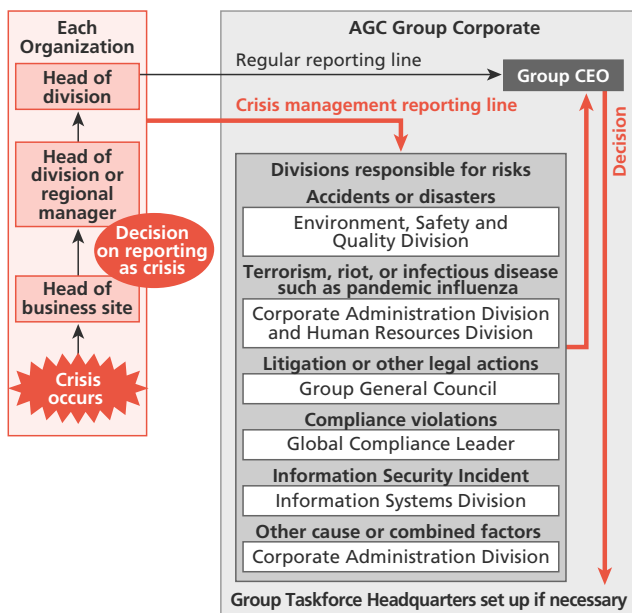 Each
Organization
Head of
division
Head of
division or
regional
manager
Decision
on reporting
as crisis
Head of
business site
Crisis
occurs
AGC Group Corporate
Regular reporting line
Group CEO
Crisis management reporting line
Decision
Divisions responsible for risks
Accidents or disasters
Environment, Safety and
Quality Division
Terrorism, riot, or infectious disease
such as pandemic influenza
Corporate Administration Division
and Human Resources Division
Litigation or other legal actions
Group General Council
Compliance violations
Global Compliance Leader
Information Security Incident
Information Systems Division
Other cause or combined factors
Corporate Administration Division
Group Taskforce Headquarters set up if necessary